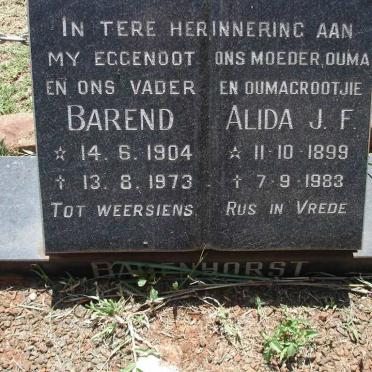 IN TERE HERINNERING AAN
MY EGGENOOT
EN ONS VADER
BAREND
☆ 14. 6. 1904
† 13. 8. 1973
TOT WEERSIENS
ONS MOEDER, OUMA
EN OUMAGROOTJIE
ALIDA J. F.
☆ 11-10-1899
† 7-9-1983
RUS IN VREDE
BADENHORST